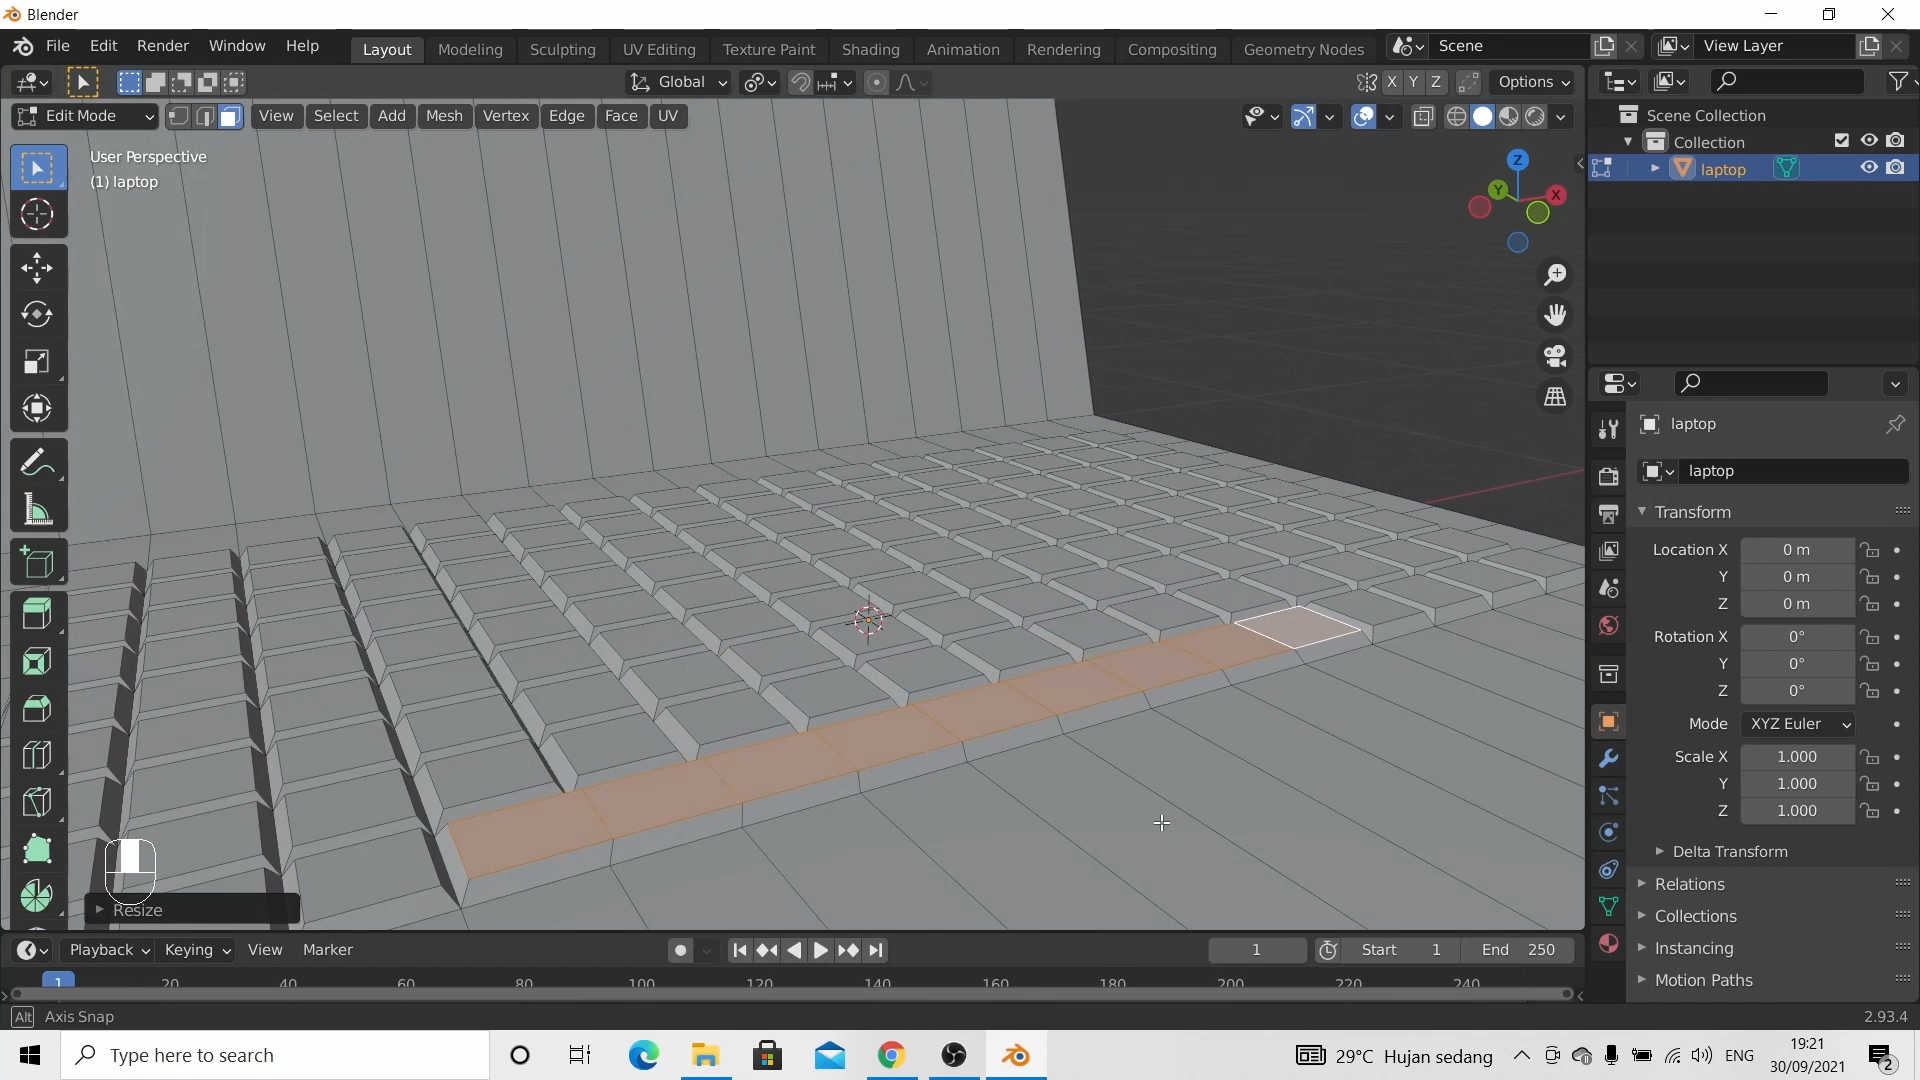 Blender
File Edit Render Window Help Layout Modeling Sculpting UV Editing Texture Paint Shading Animation Rendering Compositing Geometry Nodes Scene View Layer
Global X Y Z Options
Edit Mode View Select Add Mesh Vertex Edge Face UV
User Perspective
(1) laptop
Z
Y
X
Resize
Scene Collection
Collection
laptop
laptop
laptop
Transform
Location X 0 m
Y 0 m
Z 0 m
Rotation X 0°
Y 0°
Z 0°
Mode XYZ Euler
Scale X 1.000
Y 1.000
Z 1.000
Delta Transform
Relations
Collections
Instancing
Motion Paths
Playback Keying View Marker 1 Start 1 End 250
1 20 40 60 80 100 120 140 160 180 200 220 240
Alt Axis Snap 2.93.4
Type here to search 29°C Hujan sedang ENG 19:21
30/09/2021 2